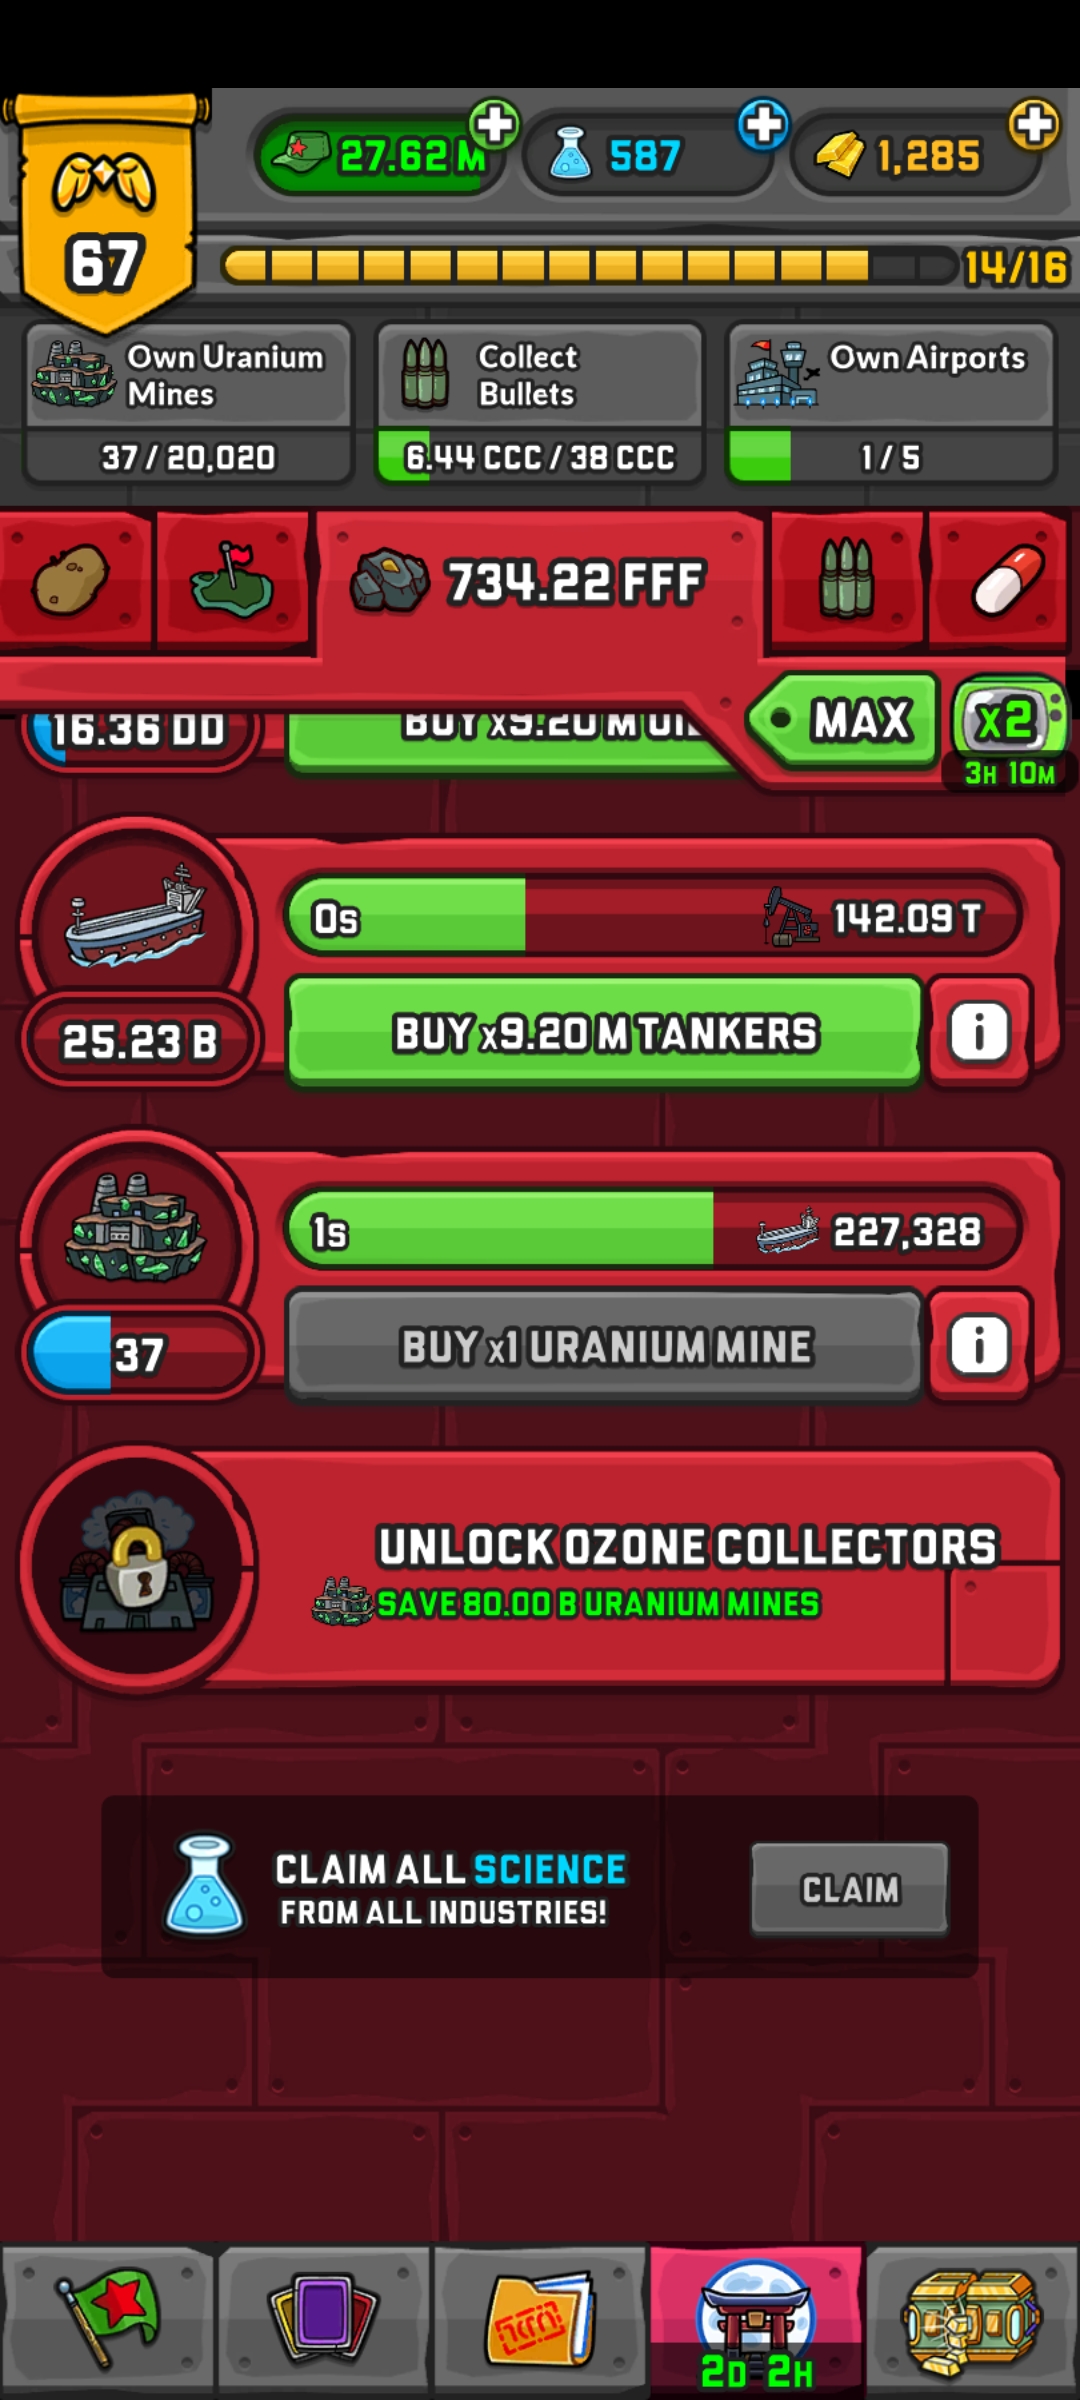 27.62 M
587
1,285
67
14/16
Own Uranium
Mines
37 / 20,020
Collect
Bullets
6.44 CCC / 38 CCC
Own Airports
1 / 5
734.22 FFF
MAX
x2
3H 10M
16.36 DD
BUY x9.20 M
0s
142.09 T
25.23 B
BUY x9.20 M TANKERS
i
1s
227,328
37
BUY x1 URANIUM MINE
i
UNLOCK OZONE COLLECTORS
SAVE 80.00 B URANIUM MINES
CLAIM ALL SCIENCE
FROM ALL INDUSTRIES!
CLAIM
2D 2H